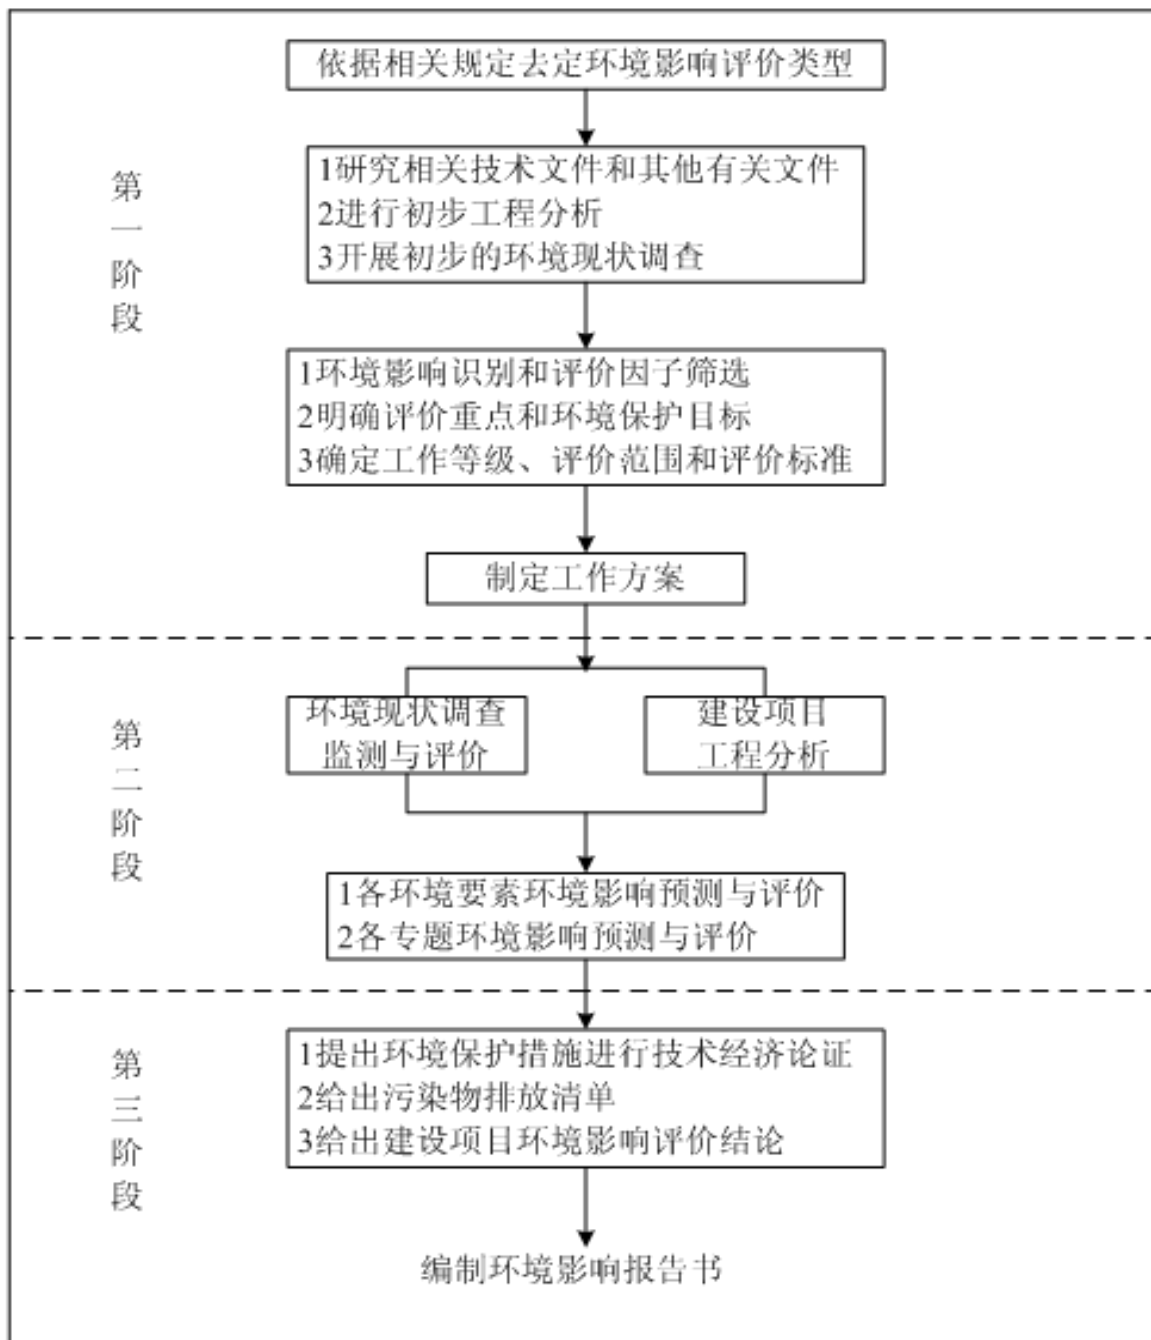 依据相关规定去定环境影响评价类型
1研究相关技术文件和其他有关文件
2进行初步工程分析
3开展初步的环境现状调查
第一阶段
1环境影响识别和评价因子筛选
2明确评价重点和环境保护目标
3确定工作等级、评价范围和评价标准
制定工作方案
环境现状调查
监测与评价
建设项目
工程分析
第二阶段
1各环境要素环境影响预测与评价
2各专题环境影响预测与评价
1提出环境保护措施进行技术经济论证
2给出污染物排放清单
3给出建设项目环境影响评价结论
第三阶段
编制环境影响报告书